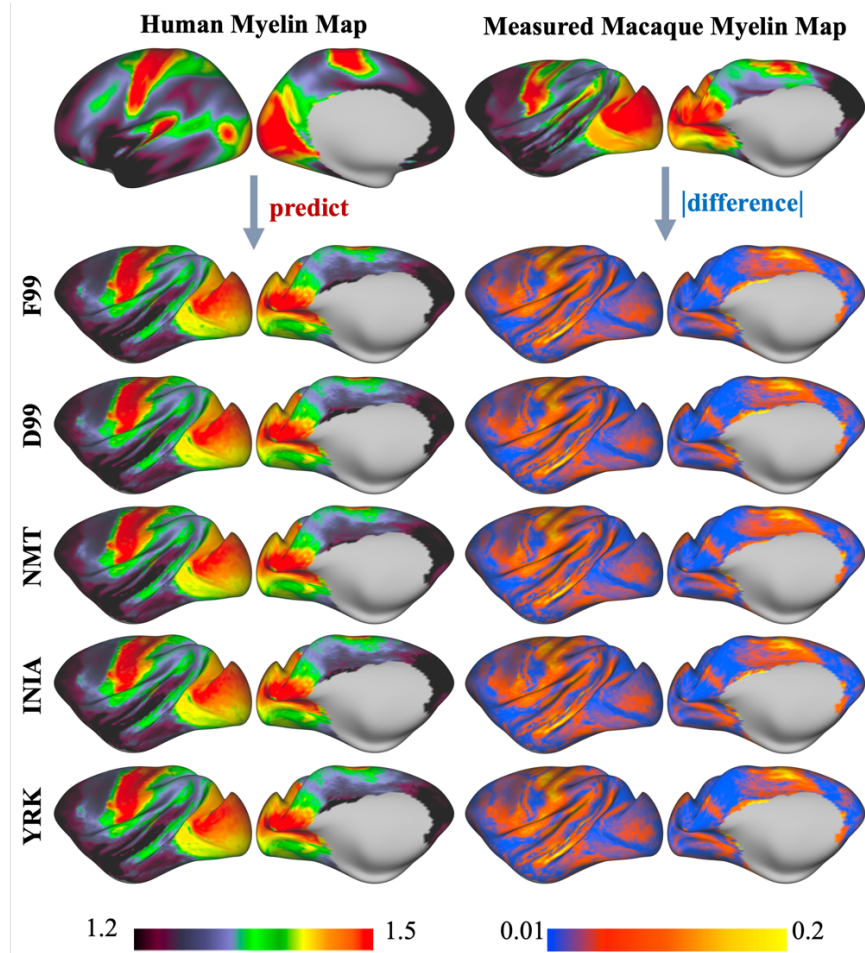 Human Myelin Map
Measured Macaque Myelin Map
predict
|difference|
F99
D99
NMT
INIA
YRK
1.2
1.5
0.01
0.2